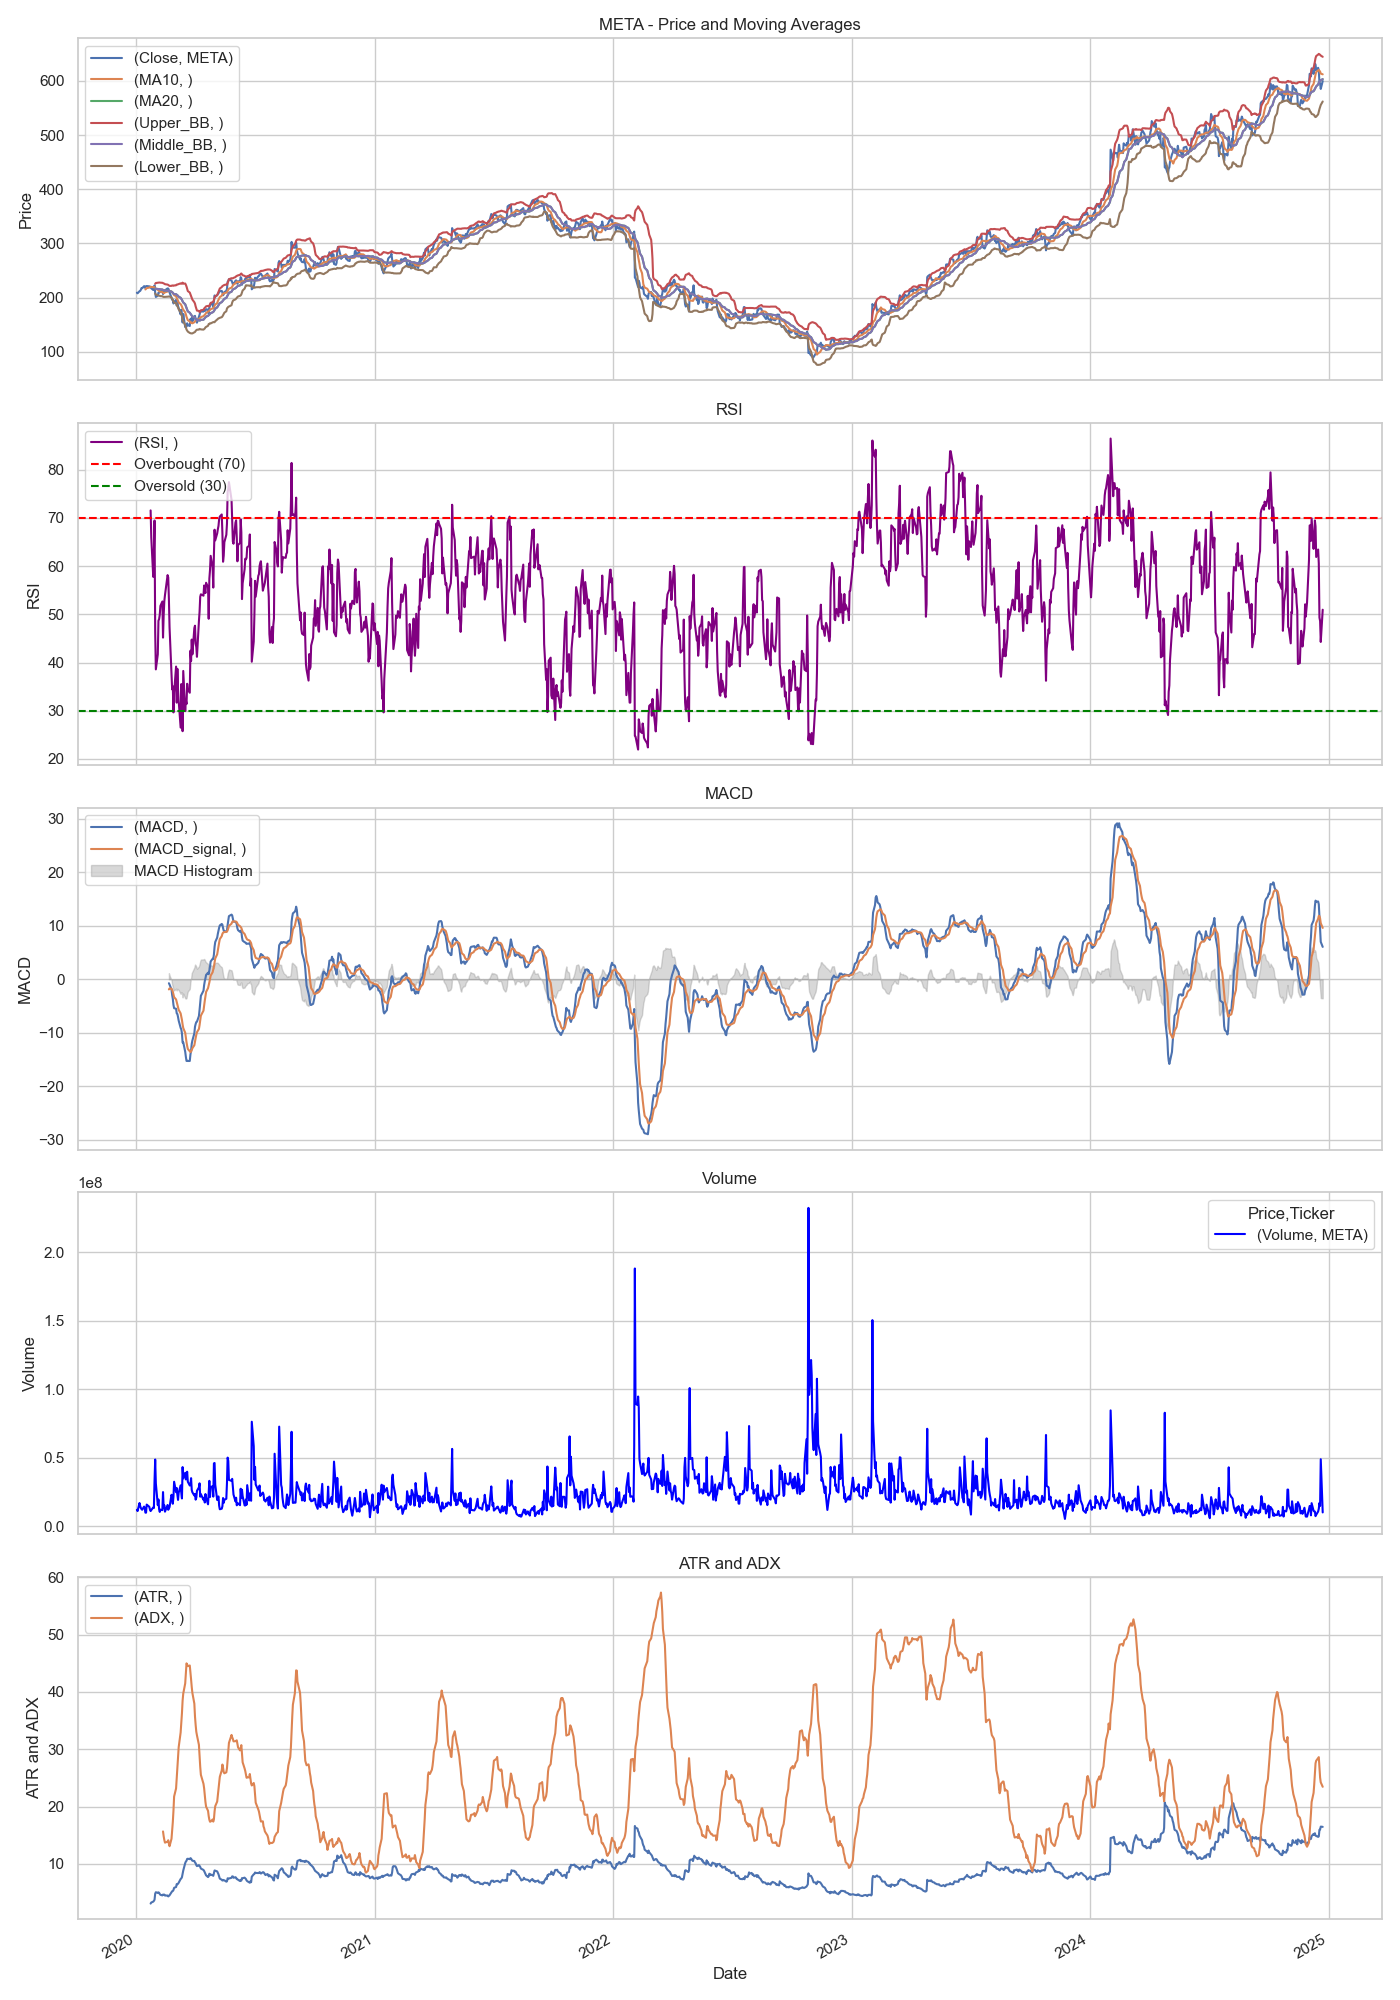 META - Price and Moving Averages
(Close, META)
(MA10, )
(MA20, )
(Upper_BB, )
(Middle_BB, )
(Lower_BB, )
Price
600
500
400
300
200
100
RSI
(RSI, )
Overbought (70)
Oversold (30)
RSI
80
70
60
50
40
30
20
MACD
(MACD, )
(MACD_signal, )
MACD Histogram
MACD
30
20
10
0
−10
−20
−30
Volume
1e8
Price,Ticker
(Volume, META)
Volume
2.0
1.5
1.0
0.5
0.0
ATR and ADX
(ATR, )
(ADX, )
ATR and ADX
60
50
40
30
20
10
2020
2021
2022
2023
2024
2025
Date